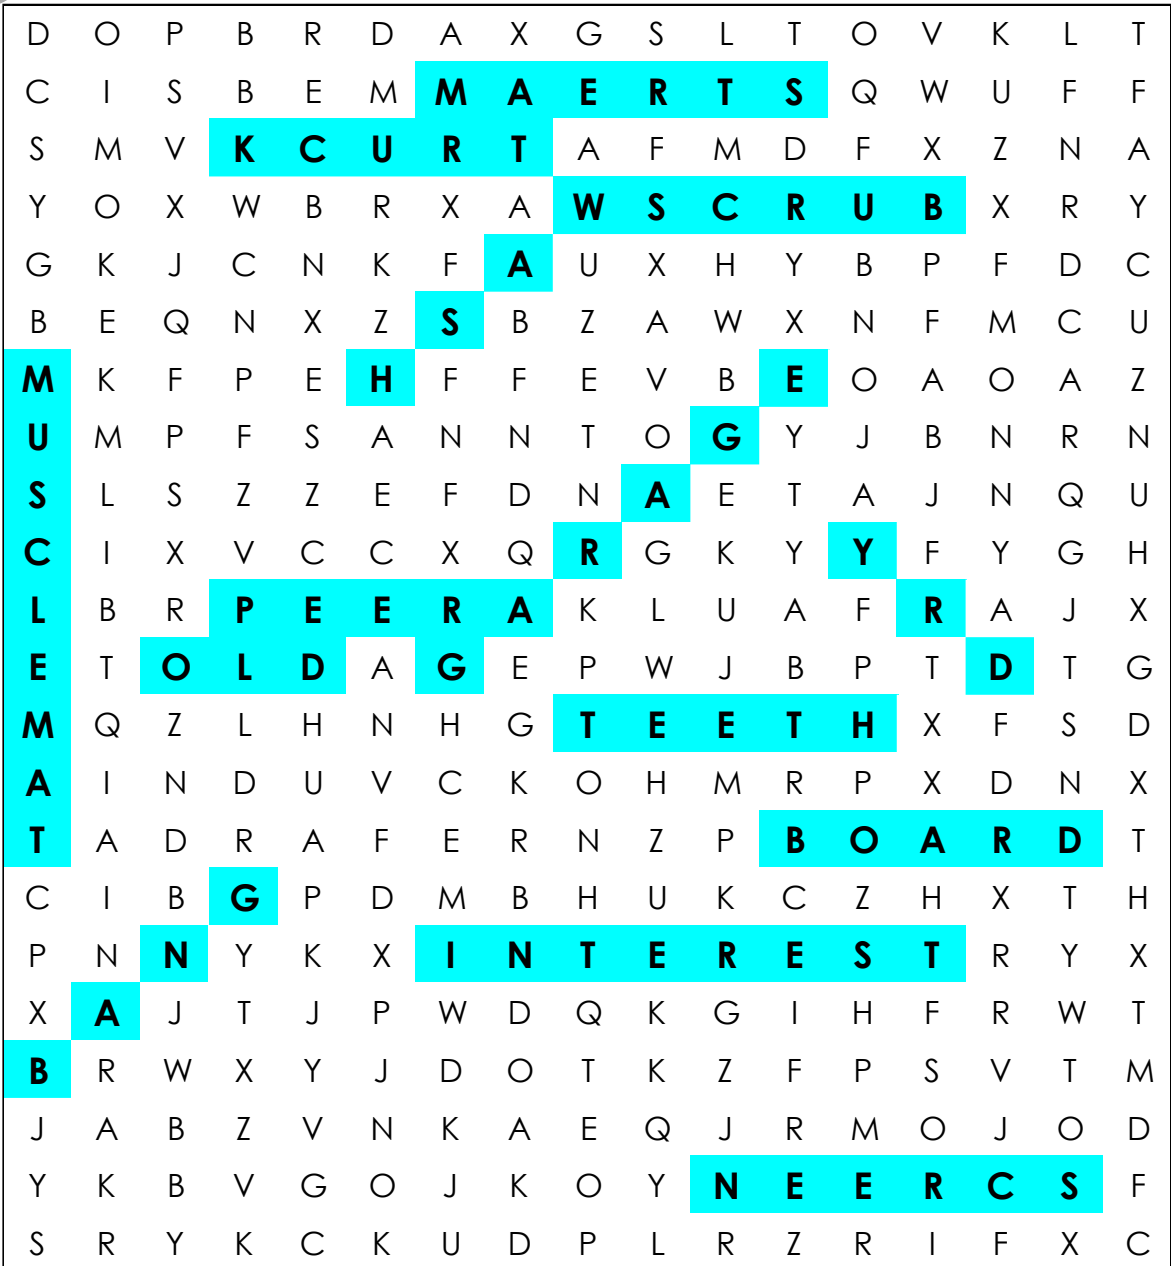 D O P B R D A X G S L T O V K L T
C I S B E M M A E R T S Q W U F F
S M V K C U R T A F M D F X Z N A
Y O X W B R X A W S C R U B X R Y
G K J C N K F A U X H Y B P F D C
B E Q N X Z S B Z A W X N F M C U
M K F P E H F F E V B E O A O A Z
U M P F S A N N T O G Y J B N R N
S L S Z Z E F D N A E T A J N Q U
C I X V C C X Q R G K Y Y F Y G H
L B R P E E R A K L U A F R A J X
E T O L D A G E P W J B P T D T G
M Q Z L H N H G T E E T H X F S D
A I N D U V C K O H M R P X D N X
T A D R A F E R N Z P B O A R D T
C I B G P D M B H U K C Z H X T H
P N N Y K X I N T E R E S T R Y X
X A J T J P W D Q K G I H F R W T
B R W X Y J D O T K Z F P S V T M
J A B Z V N K A E Q J R M O J O D
Y K B V G O J K O Y N E E R C S F
S R Y K C K U D P L R Z R I F X C